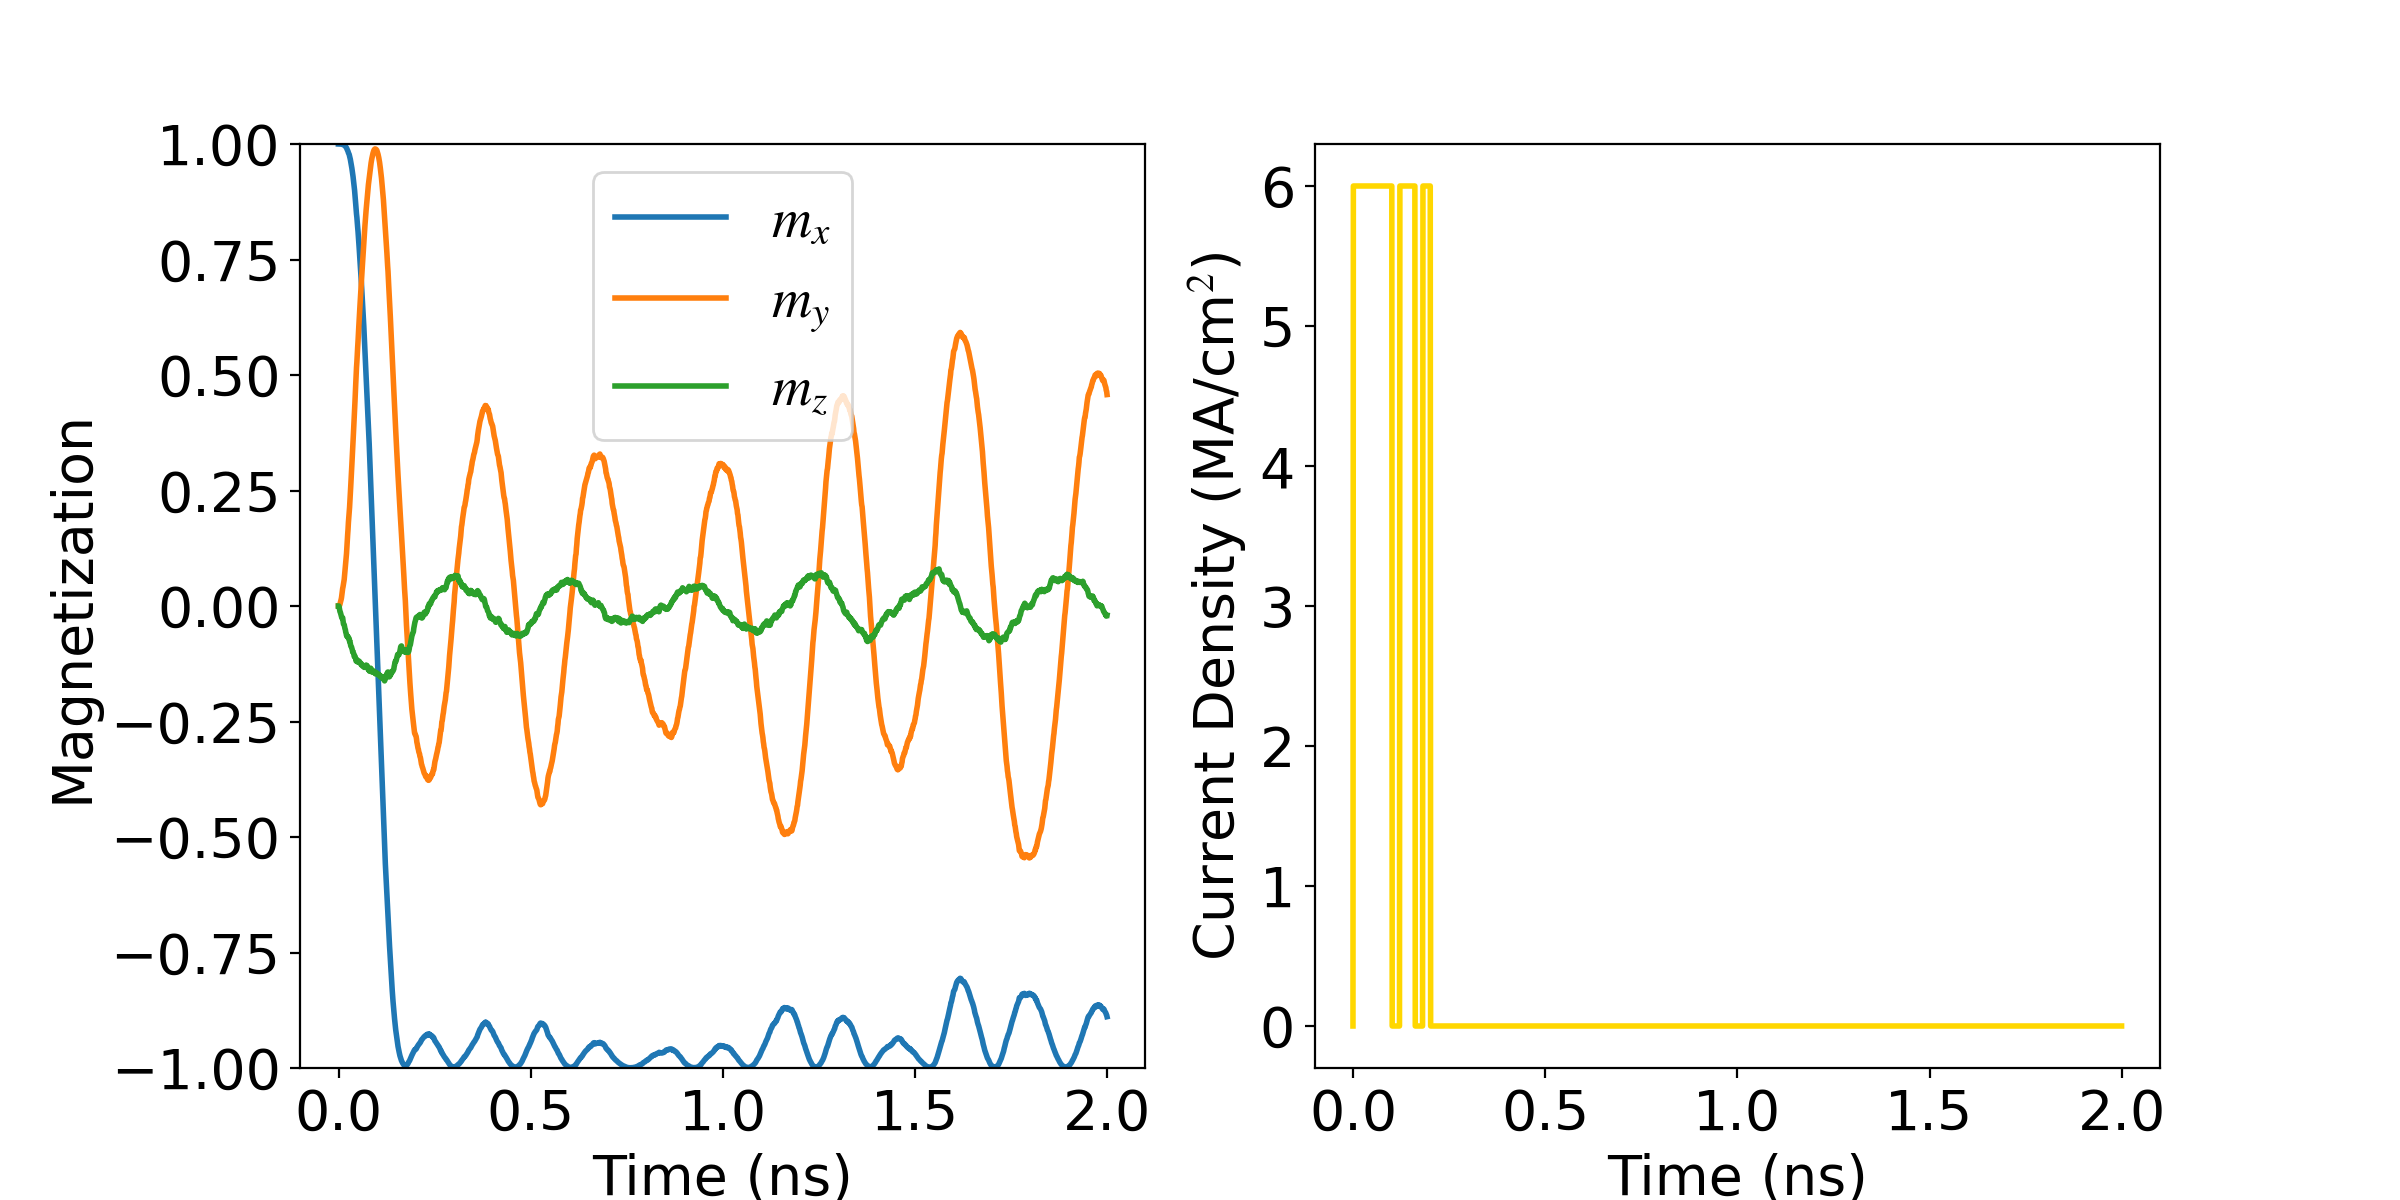 Magnetization
1.00
0.75
0.50
0.25
0.00
−0.25
−0.50
−0.75
−1.00
m_x
m_y
m_z
0.0 0.5 1.0 1.5 2.0
Time (ns)
Current Density (MA/cm²)
6
5
4
3
2
1
0
0.0 0.5 1.0 1.5 2.0
Time (ns)